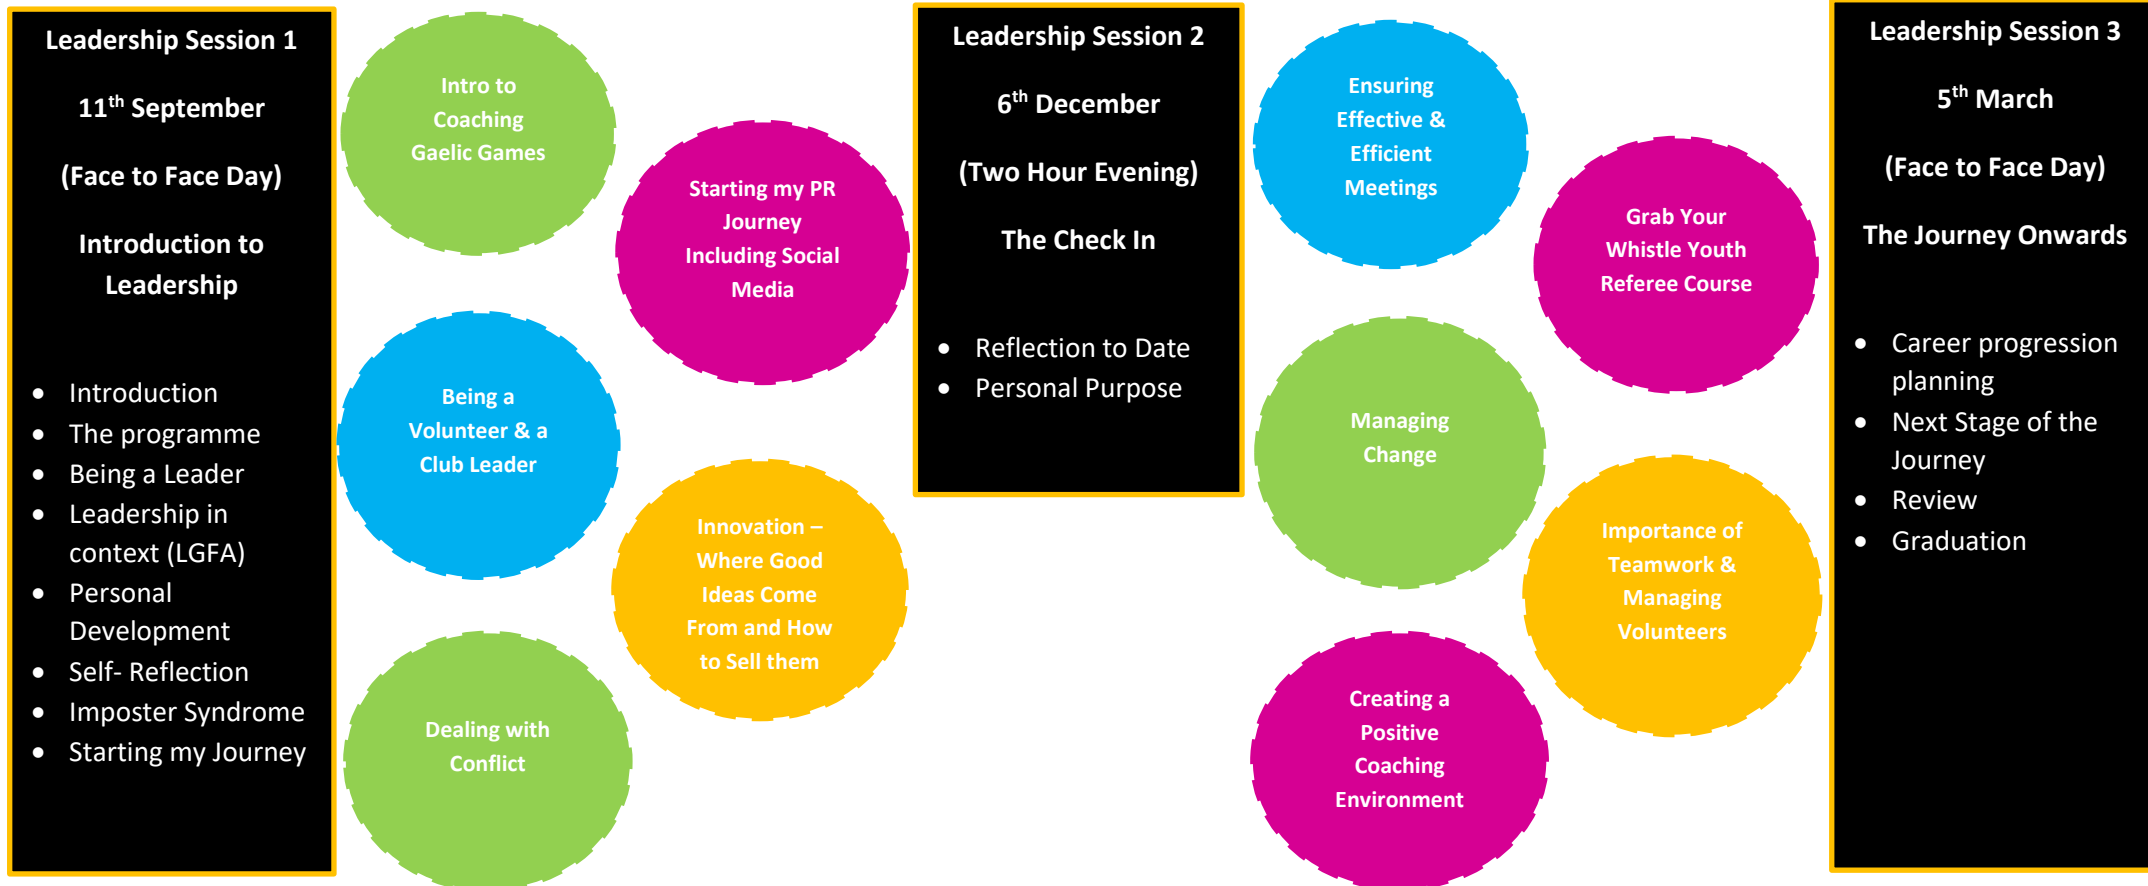 Leadership Session 1
11th September
(Face to Face Day)
Introduction to
Leadership
• Introduction
• The programme
• Being a Leader
• Leadership in
context (LGFA)
• Personal
Development
• Self- Reflection
• Imposter Syndrome
• Starting my Journey
Intro to
Coaching
Gaelic Games
Starting my PR
Journey
Including Social
Media
Being a
Volunteer & a
Club Leader
Innovation –
Where Good
Ideas Come
From and How
to Sell them
Dealing with
Conflict
Leadership Session 2
6th December
(Two Hour Evening)
The Check In
• Reflection to Date
• Personal Purpose
Ensuring
Effective &
Efficient
Meetings
Grab Your
Whistle Youth
Referee Course
Managing
Change
Importance of
Teamwork &
Managing
Volunteers
Creating a
Positive
Coaching
Environment
Leadership Session 3
5th March
(Face to Face Day)
The Journey Onwards
• Career progression
planning
• Next Stage of the
Journey
• Review
• Graduation